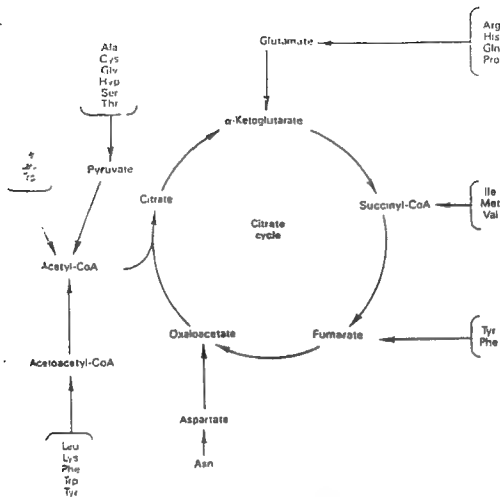 Arg
His
Gln
Pro
Glutamate
Ala
Cys
Gly
Hyp
Ser
Thr
α-Ketoglutarate
Pyruvate
Citrate
Succinyl-CoA
Ile
Met
Val
Citrate
cycle
Acetyl-CoA
Oxaloacetate
Fumarate
Tyr
Phe
Acetoacetyl-CoA
Aspartate
Asn
Leu
Lys
Phe
Trp
Tyr